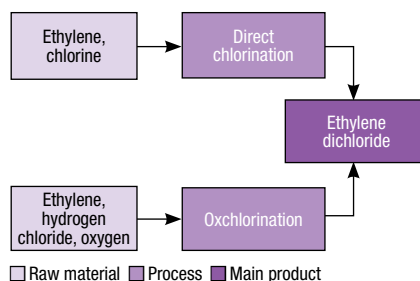 Ethylene,
chlorine
Direct
chlorination
Ethylene
dichloride
Ethylene,
hydrogen
chloride, oxygen
Oxchlorination
Raw material
Process
Main product